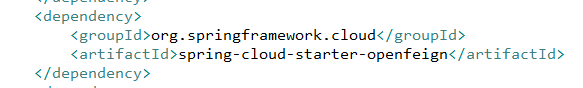 <dependency>
<groupId>org.springframework.cloud</groupId>
<artifactId>spring-cloud-starter-openfeign</artifactId>
</dependency>